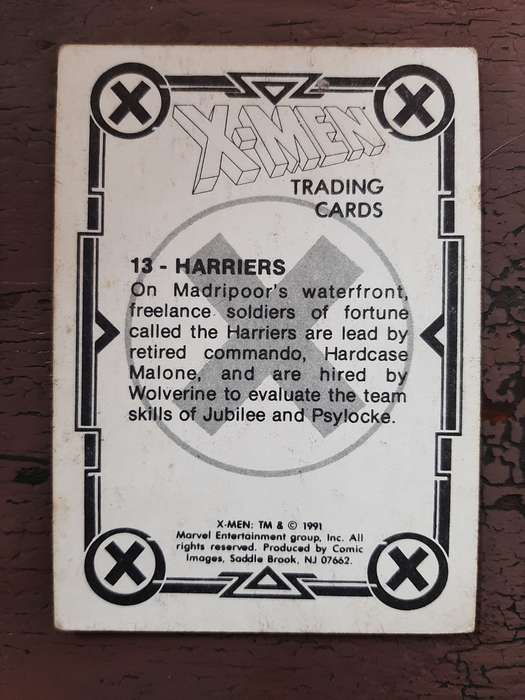 X-MEN
TRADING
CARDS
13 - HARRIERS
On Madripoor's waterfront,
freelance soldiers of fortune
called the Harriers are lead by
retired commando, Hardcase
Malone, and are hired by
Wolverine to evaluate the team
skills of Jubilee and Psylocke.
X-MEN: TM & © 1991
Marvel Entertainment group, Inc. All
rights reserved. Produced by Comic
Images, Saddle Brook, NJ 07662.